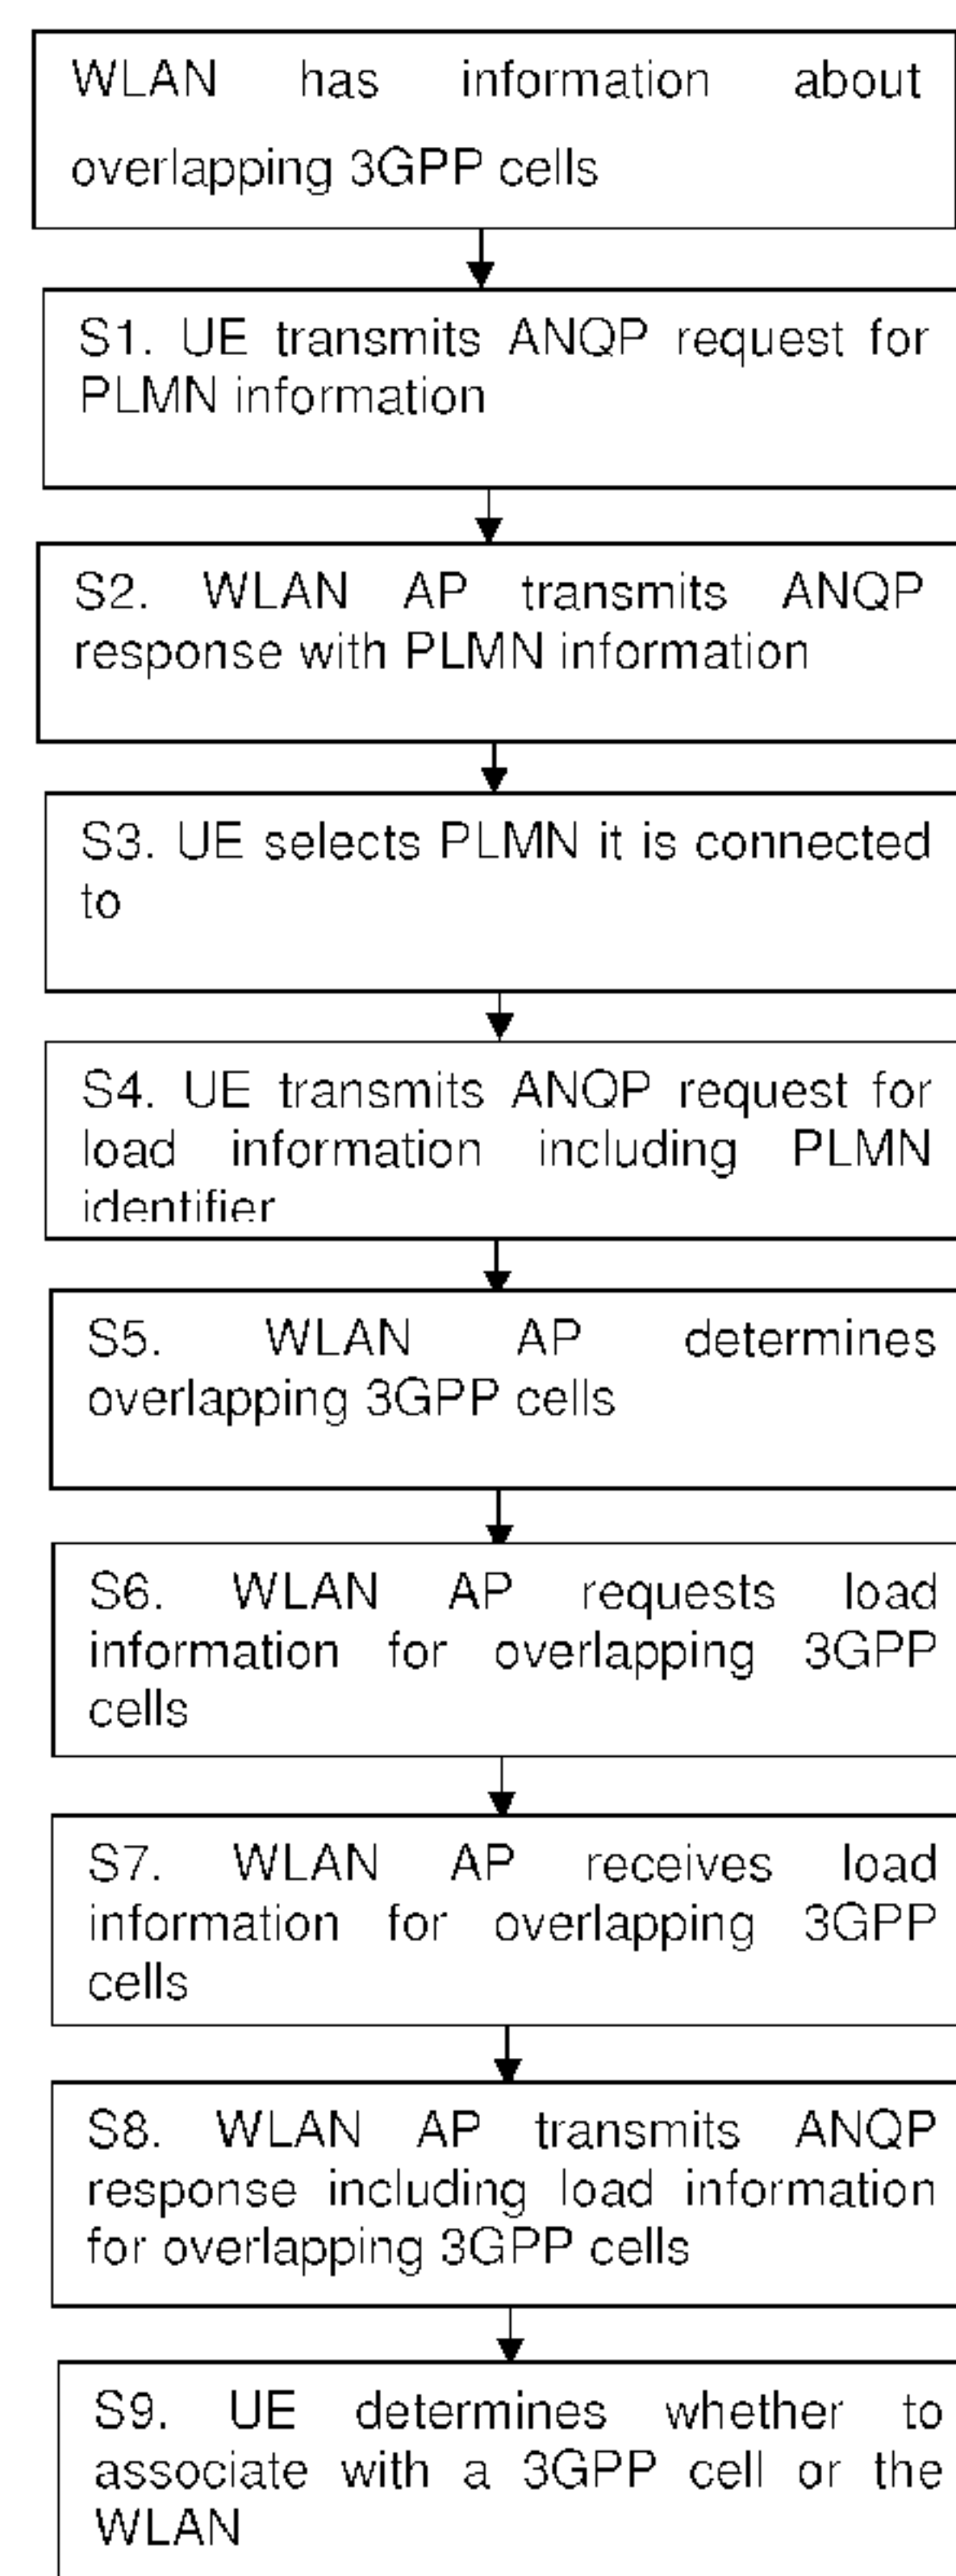 WLAN has information about
overlapping 3GPP cells
S1. UE transmits ANQP request for
PLMN information
S2. WLAN AP transmits ANQP
response with PLMN information
S3. UE selects PLMN it is connected
to
S4. UE transmits ANQP request for
load information including PLMN
identifier
S5. WLAN AP determines
overlapping 3GPP cells
S6. WLAN AP requests load
information for overlapping 3GPP
cells
S7. WLAN AP receives load
information for overlapping 3GPP
cells
S8. WLAN AP transmits ANQP
response including load information
for overlapping 3GPP cells
S9. UE determines whether to
associate with a 3GPP cell or the
WLAN